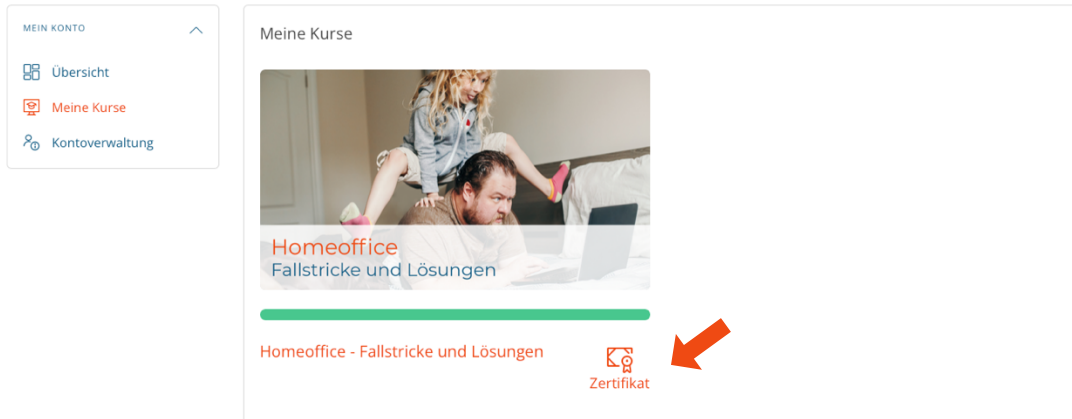 MEIN KONTO
Übersicht
Meine Kurse
Kontoverwaltung
Meine Kurse
Homeoffice
Fallstricke und Lösungen
Homeoffice - Fallstricke und Lösungen
Zertifikat